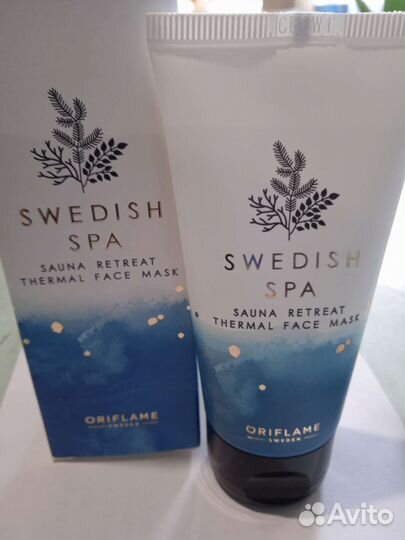 SWEDISH
SPA
SAUNA RETREAT
THERMAL FACE MASK
ORIFLAME
SWEDEN
SWEDISH
SPA
SAUNA RETREAT
THERMAL FACE MASK
ORIFLAME
SWEDEN
Avito